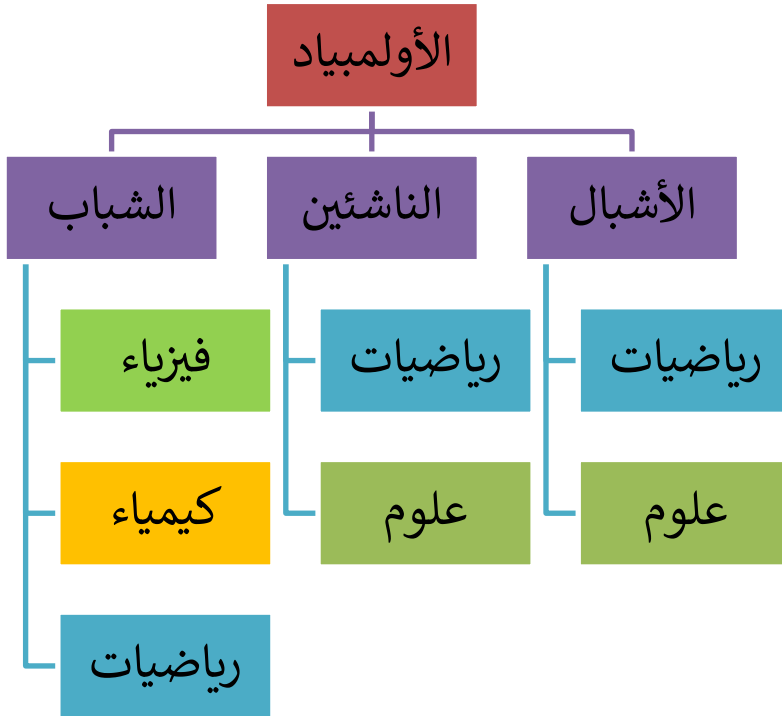 الأولمبياد
الأشبال
الناشئين
الشباب
رياضيات
رياضيات
فيزياء
علوم
علوم
كيمياء
رياضيات